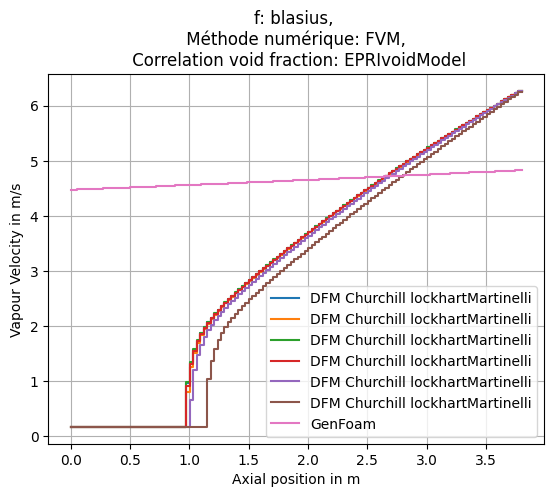 f: blasius,
Méthode numérique: FVM,
Correlation void fraction: EPRIvoidModel
Vapour Velocity in m/s
6
5
4
3
2
1
0
DFM Churchill lockhartMartinelli
DFM Churchill lockhartMartinelli
DFM Churchill lockhartMartinelli
DFM Churchill lockhartMartinelli
DFM Churchill lockhartMartinelli
DFM Churchill lockhartMartinelli
GenFoam
0.0 0.5 1.0 1.5 2.0 2.5 3.0 3.5
Axial position in m